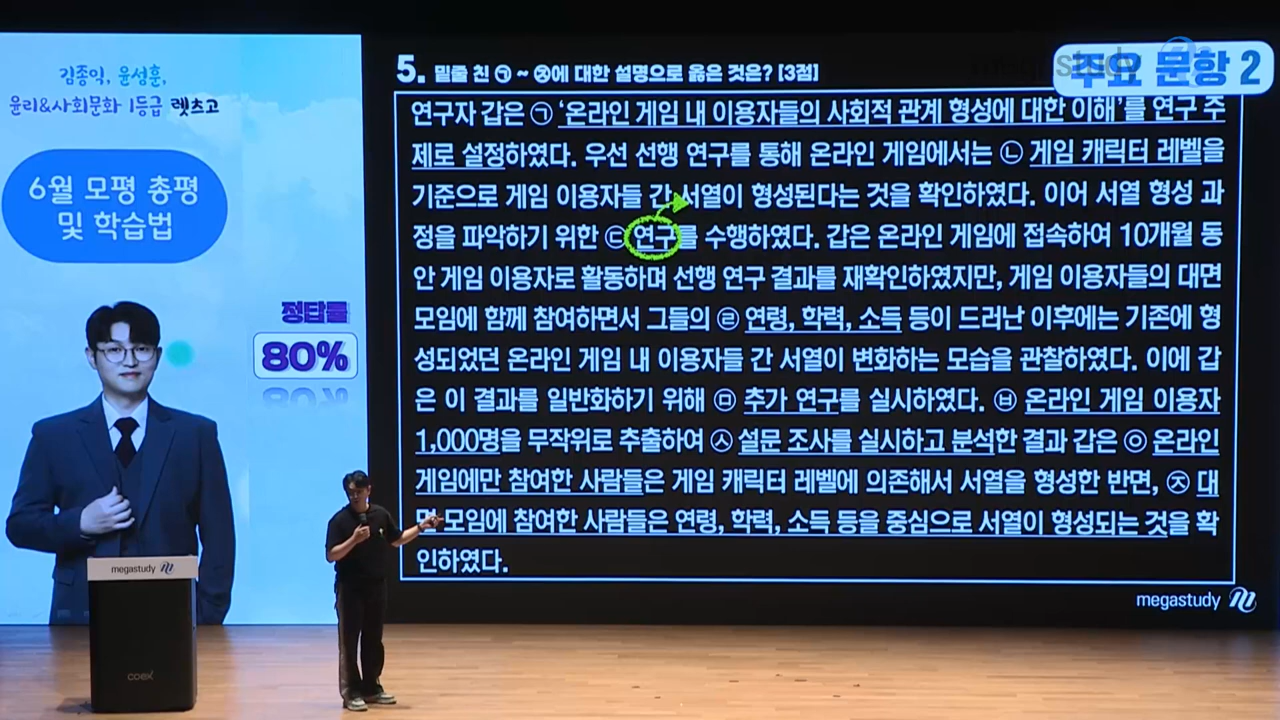 김종익, 윤성훈,
윤리&사회문화 1등급 렛츠고
6월 모평 총평
및 학습법
정답률
80%
megastudy
coex
주요 문항 2
5. 밑줄 친 ㉠ ~ ㉨에 대한 설명으로 옳은 것은? [3점]
연구자 갑은 ㉠ ‘온라인 게임 내 이용자들의 사회적 관계 형성에 대한 이해’를 연구 주
제로 설정하였다. 우선 선행 연구를 통해 온라인 게임에서는 ㉡ 게임 캐릭터 레벨을
기준으로 게임 이용자들 간 서열이 형성된다는 것을 확인하였다. 이어 서열 형성 과
정을 파악하기 위한 ㉢ 연구를 수행하였다. 갑은 온라인 게임에 접속하여 10개월 동
안 게임 이용자로 활동하며 선행 연구 결과를 재확인하였지만, 게임 이용자들의 대면
모임에 함께 참여하면서 그들의 ㉣ 연령, 학력, 소득 등이 드러난 이후에는 기존에 형
성되었던 온라인 게임 내 이용자들 간 서열이 변화하는 모습을 관찰하였다. 이에 갑
은 이 결과를 일반화하기 위해 ㉤ 추가 연구를 실시하였다. ㉥ 온라인 게임 이용자
1,000명을 무작위로 추출하여 ㉦ 설문 조사를 실시하고 분석한 결과 갑은 ㉧ 온라인
게임에만 참여한 사람들은 게임 캐릭터 레벨에 의존해서 서열을 형성한 반면, ㉨ 대
면 모임에 참여한 사람들은 연령, 학력, 소득 등을 중심으로 서열이 형성되는 것을 확
인하였다.
megastudy